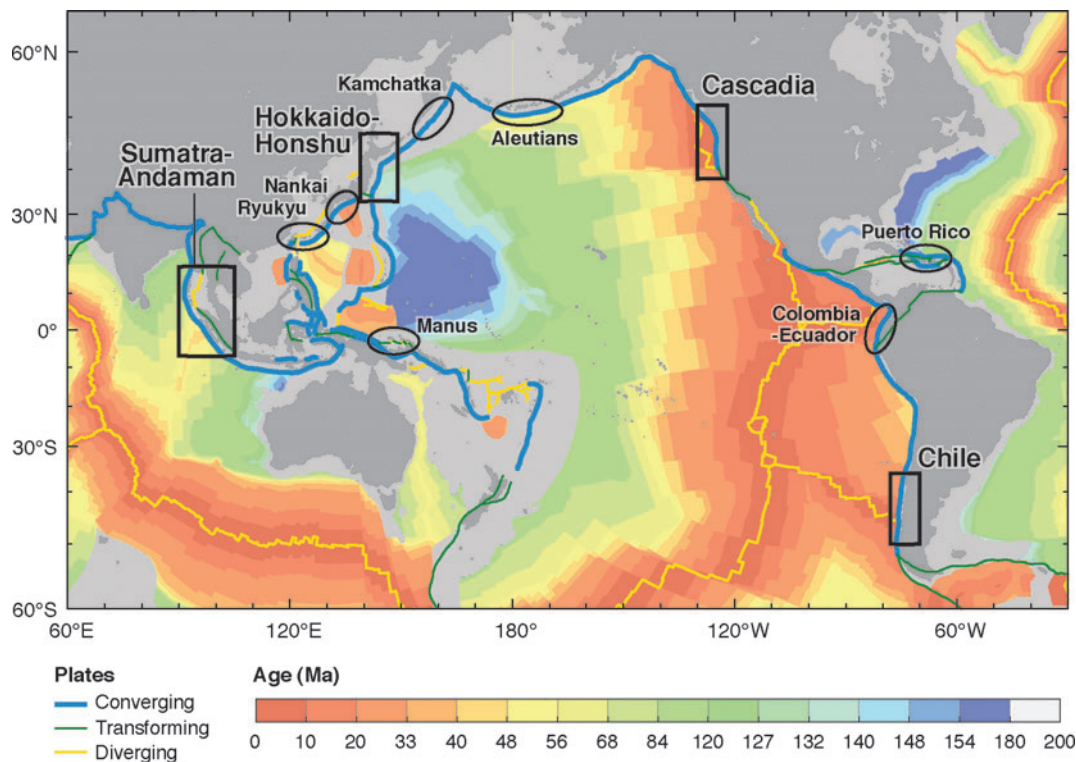 60°N
30°N
0°
30°S
60°S
60°E
120°E
180°
120°W
60°W
Kamchatka
Hokkaido-
Honshu
Sumatra-
Andaman
Nankai
Ryukyu
Aleutians
Cascadia
Puerto Rico
Manus
Colombia
-Ecuador
Chile
Plates
Converging
Transforming
Diverging
Age (Ma)
0 10 20 33 40 48 56 68 84 120 127 132 140 148 154 180 200